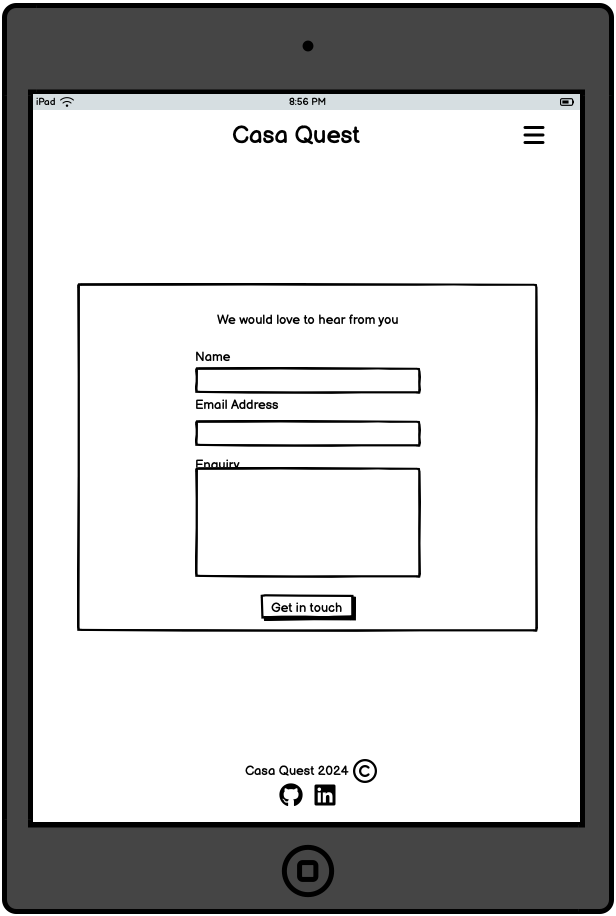 iPad 8:56 PM
Casa Quest
We would love to hear from you
Name
Email Address
Enquiry
Get in touch
Casa Quest 2024 ©
in